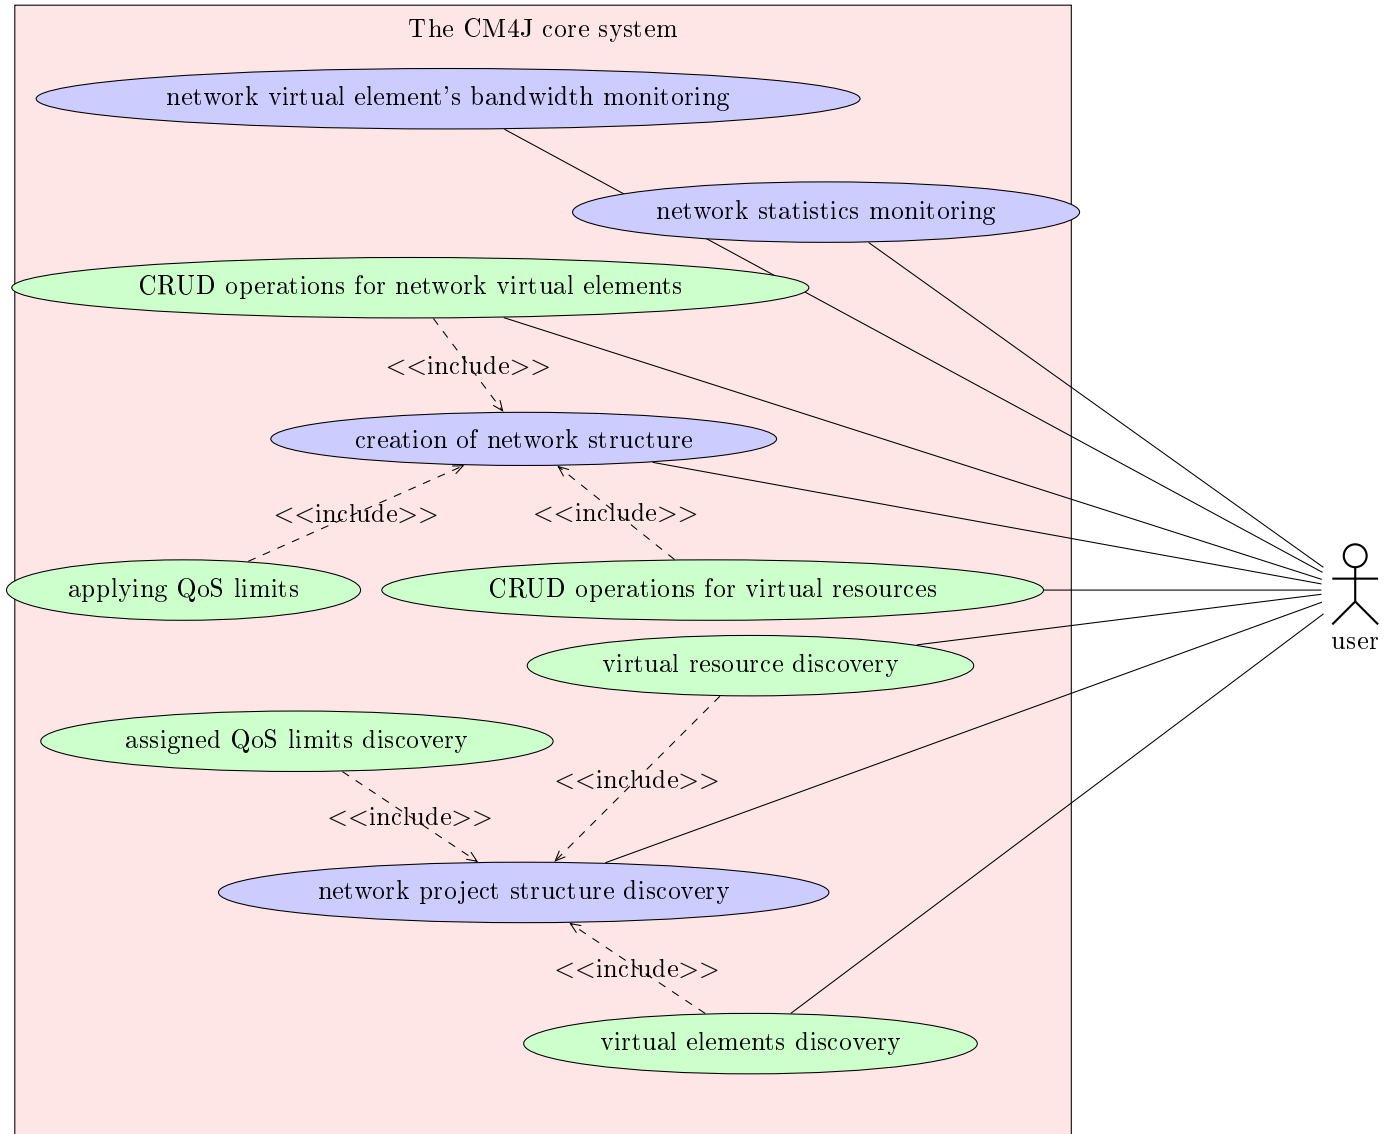 The CM4J core system
network virtual element's bandwidth monitoring
network statistics monitoring
CRUD operations for network virtual elements
<<include>>
creation of network structure
<<include>>
<<include>>
applying QoS limits
CRUD operations for virtual resources
user
virtual resource discovery
assigned QoS limits discovery
<<include>>
<<include>>
network project structure discovery
<<include>>
virtual elements discovery